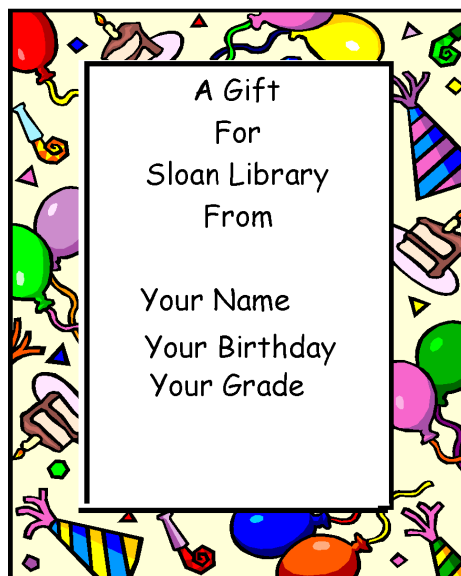 A Gift
For
Sloan Library
From
Your Name
Your Birthday
Your Grade